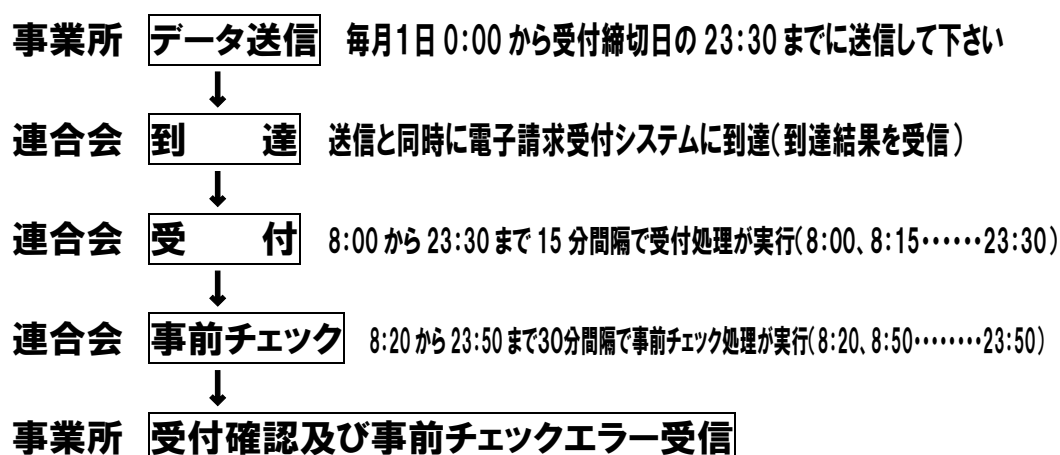 事業所 データ送信 毎月1日 0:00 から受付締切日の 23:30 までに送信して下さい
↓
連合会 到 達 送信と同時に電子請求受付システムに到達(到達結果を受信)
↓
連合会 受 付 8:00 から 23:30 まで 15 分間隔で受付処理が実行(8:00、8:15・・・・・・23:30)
↓
連合会 事前チェック 8:20 から 23:50 まで30分間隔で事前チェック処理が実行(8:20、8:50・・・・・・・・23:50)
↓
事業所 受付確認及び事前チェックエラー受信